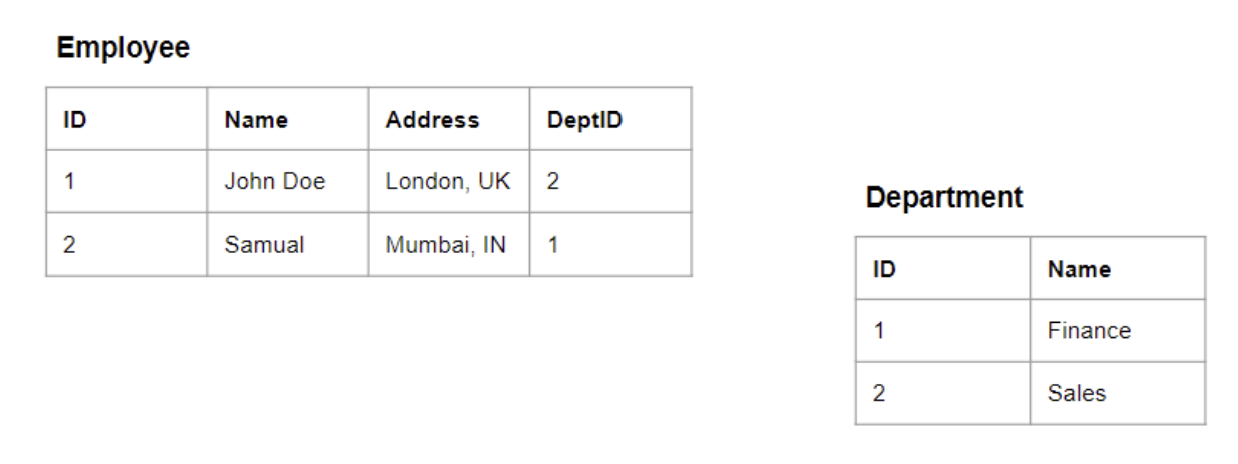 Employee
ID Name Address DeptID
1 John Doe London, UK 2
2 Samual Mumbai, IN 1
Department
ID Name
1 Finance
2 Sales